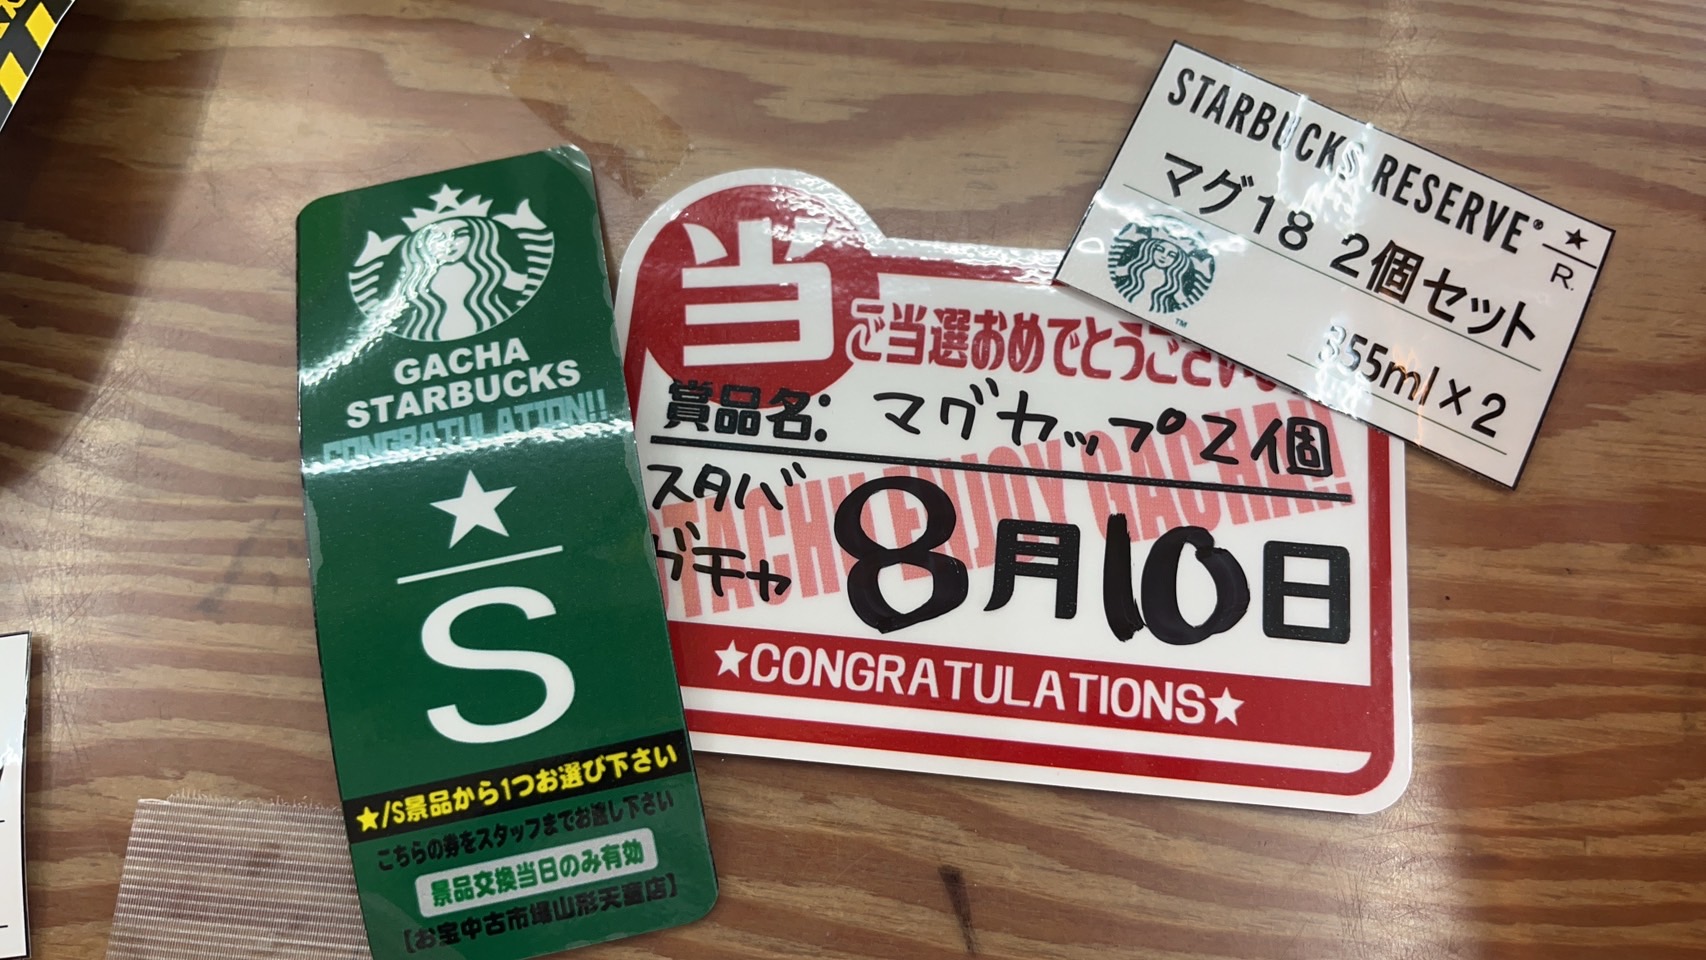 GACHA
STARBUCKS
CONGRATULATION!!
★
S
★/S景品から1つお選び下さい
こちらの券をスタッフまでお渡し下さい
景品交換当日のみ有効
【お宝中古市場山形天童店】
当
ご当選おめでとうござい
賞品名: マグカップ2個
スタバ
ガチャ
8月10日
ENJOY GACHA!!
★CONGRATULATIONS★
STARBUCKS RESERVE®
★
R.
マグ18 2個セット
355ml×2
TM